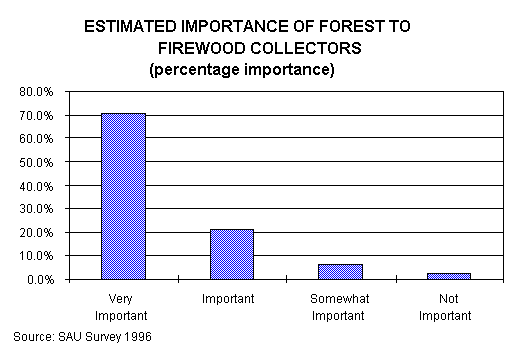 ESTIMATED IMPORTANCE OF FOREST TO
FIREWOOD COLLECTORS
(percentage importance)
80.0%
70.0%
60.0%
50.0%
40.0%
30.0%
20.0%
10.0%
0.0%
Very Important Somewhat Not
Important Important Important
Source: SAU Survey 1996